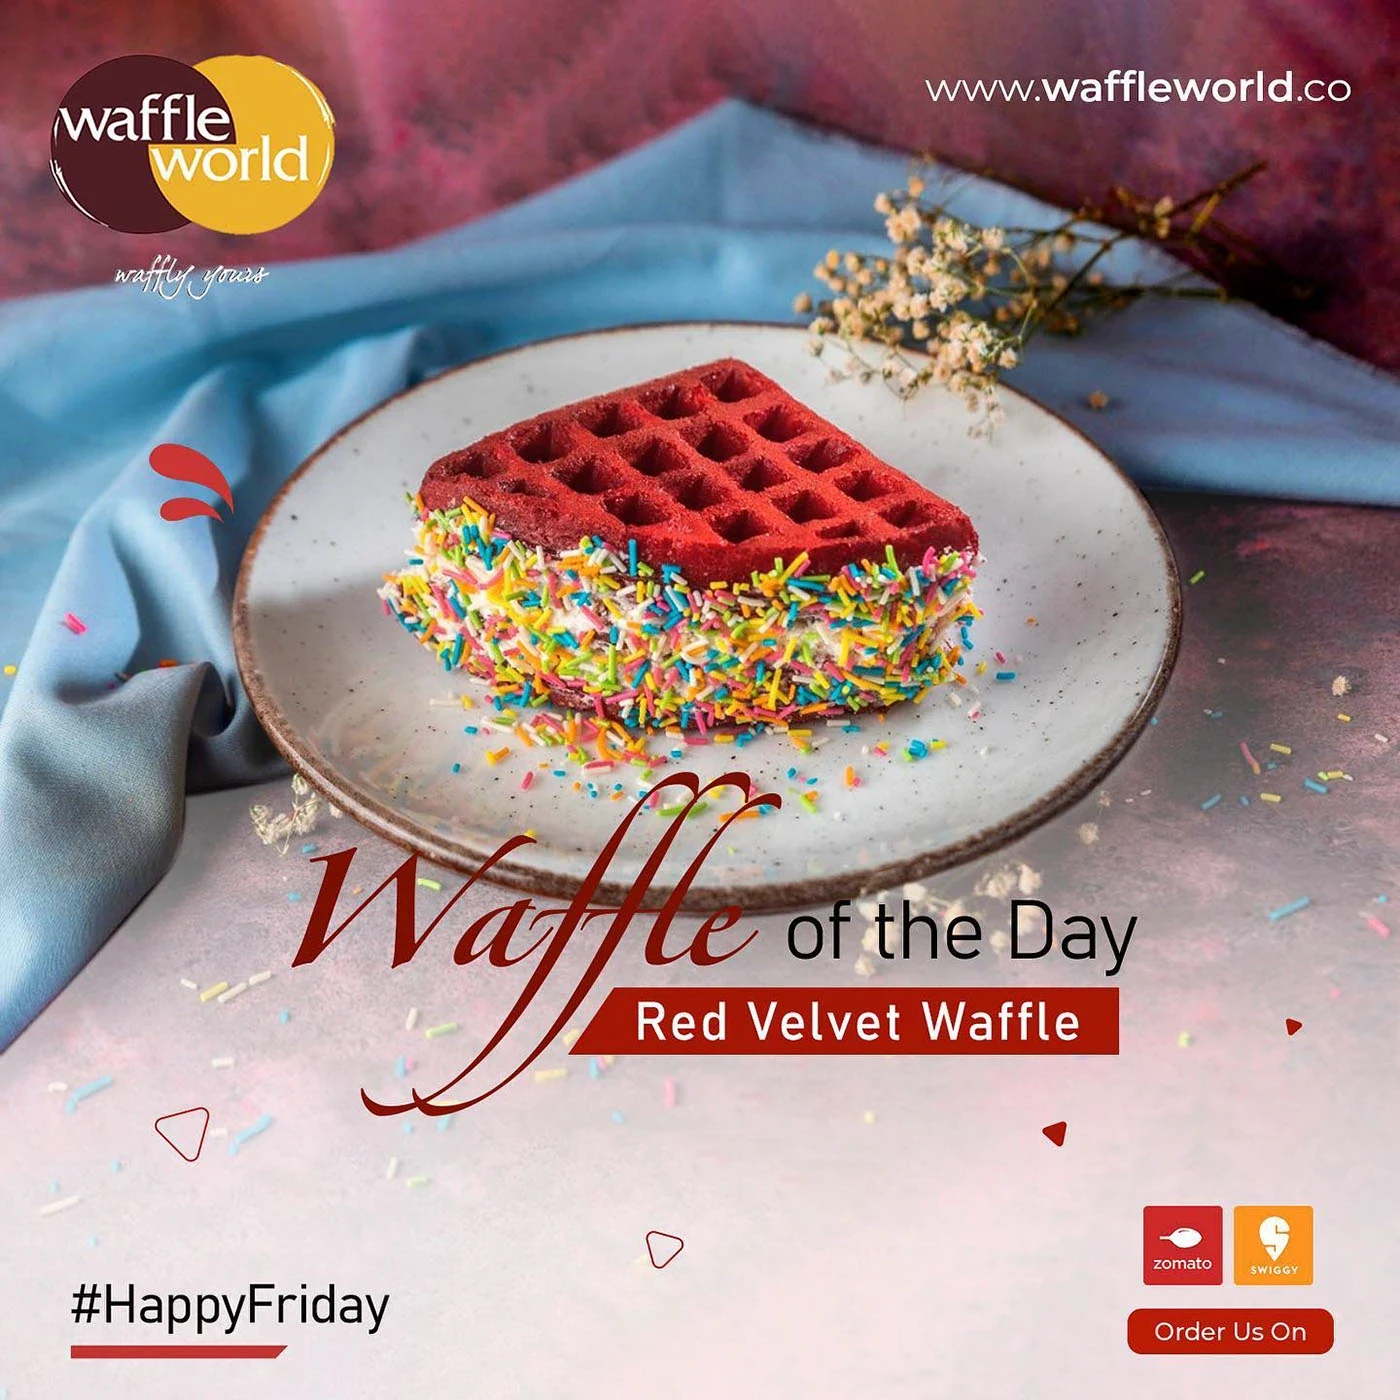 waffle
world
waffly yours
www.waffleworld.co
Waffle of the Day
Red Velvet Waffle
#HappyFriday
zomato
SWIGGY
Order Us On